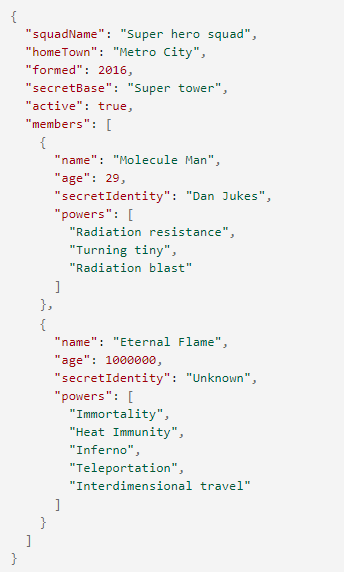 {
  "squadName": "Super hero squad",
  "homeTown": "Metro City",
  "formed": 2016,
  "secretBase": "Super tower",
  "active": true,
  "members": [
    {
      "name": "Molecule Man",
      "age": 29,
      "secretIdentity": "Dan Jukes",
      "powers": [
        "Radiation resistance",
        "Turning tiny",
        "Radiation blast"
      ]
    },
    {
      "name": "Eternal Flame",
      "age": 1000000,
      "secretIdentity": "Unknown",
      "powers": [
        "Immortality",
        "Heat Immunity",
        "Inferno",
        "Teleportation",
        "Interdimensional travel"
      ]
    }
  ]
}